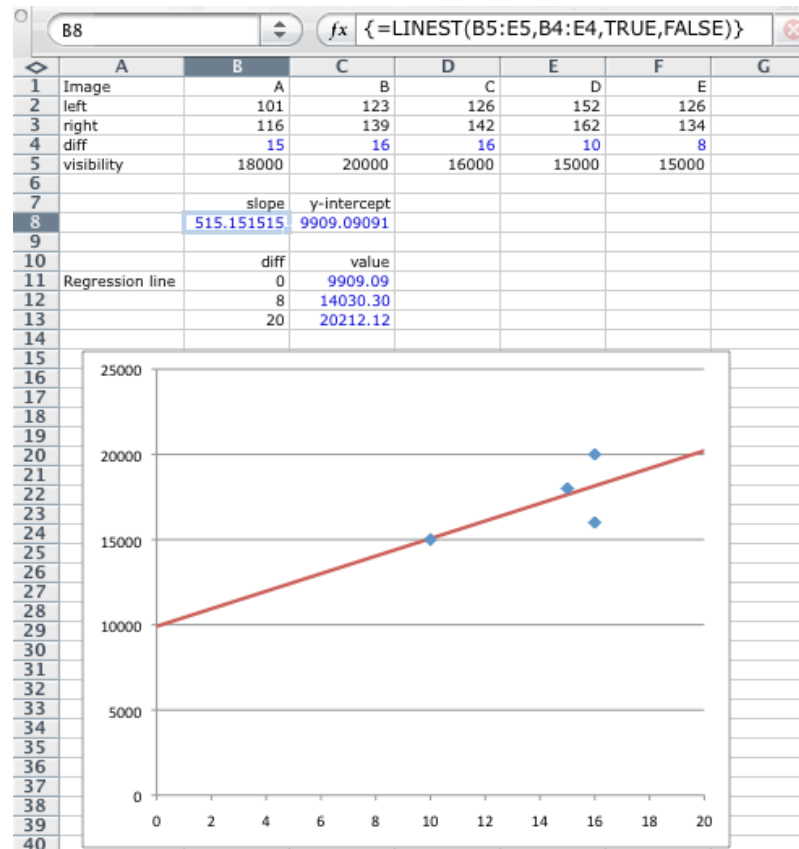 B8 fx {=LINEST(B5:E5,B4:E4,TRUE,FALSE)}
A B C D E F G
1 Image A B C D E
2 left 101 123 126 152 126
3 right 116 139 142 162 134
4 diff 15 16 16 10 8
5 visibility 18000 20000 16000 15000 15000
6
7 slope y-intercept
8 515.151515 9909.09091
9
10 diff value
11 Regression line 0 9909.09
12 8 14030.30
13 20 20212.12
14
15
16 25000
17
18
19
20 20000
21
22
23
24 15000
25
26
27
28
29 10000
30
31
32
33 5000
34
35
36
37
38 0
39 0 2 4 6 8 10 12 14 16 18 20
40